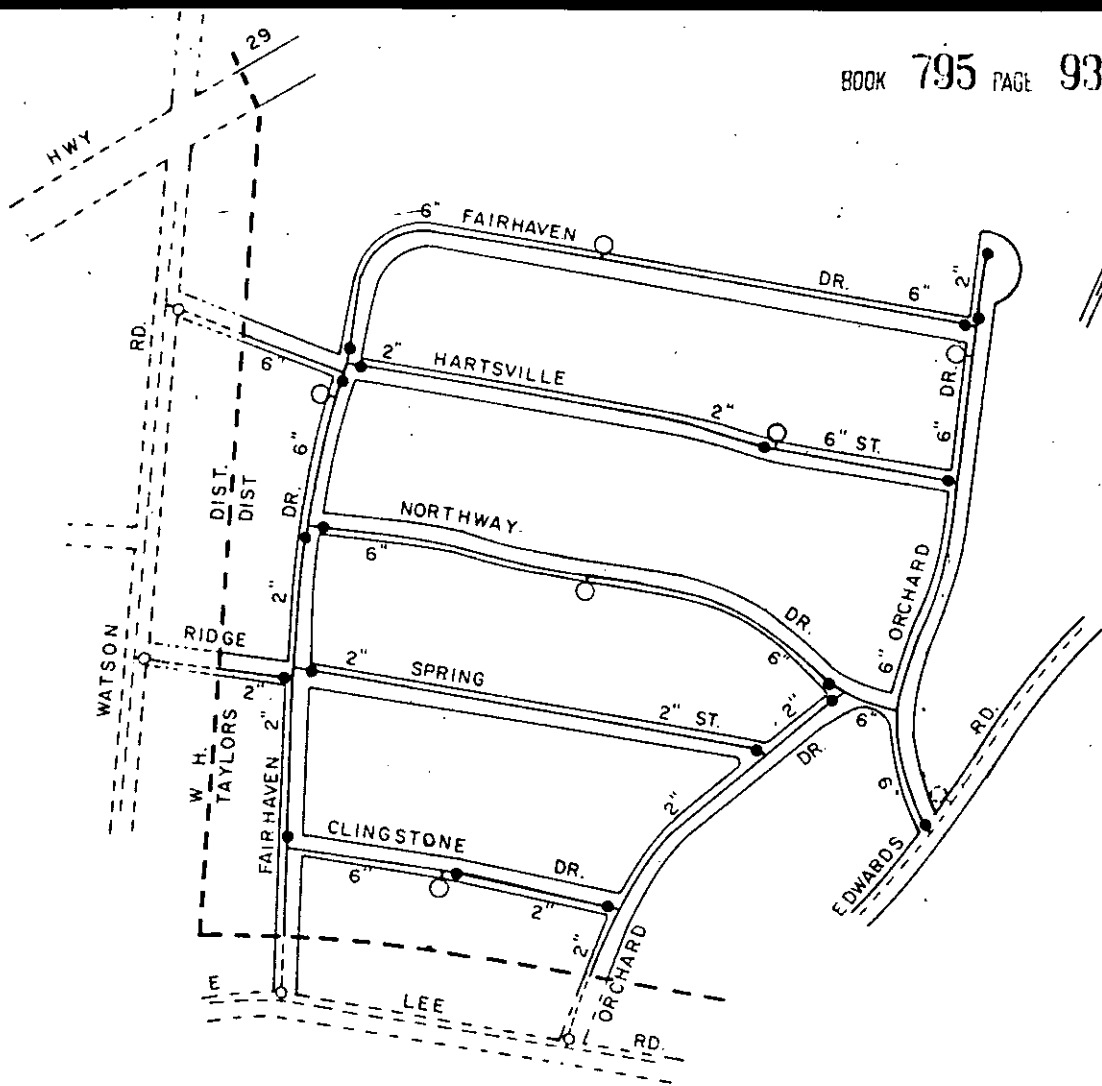 BOOK 795 PAGE 93
HWY 29
6" FAIRHAVEN DR. 6"
2"
RD.
6"
2" HARTSVILLE 2" 6" ST.
DR.
6"
6"
DIST.
DIST
DR.
NORTHWAY
6"
DR.
6"
6" ORCHARD
2"
RIDGE
2"
WATSON
2" SPRING 2" ST.
2"
DR.
6"
RD.
6"
2"
W H.
TAYLORS
FAIRHAVEN
2"
CLINGSTONE DR.
6"
2"
EDWARDS
2"
ORCHARD
E LEE RD.